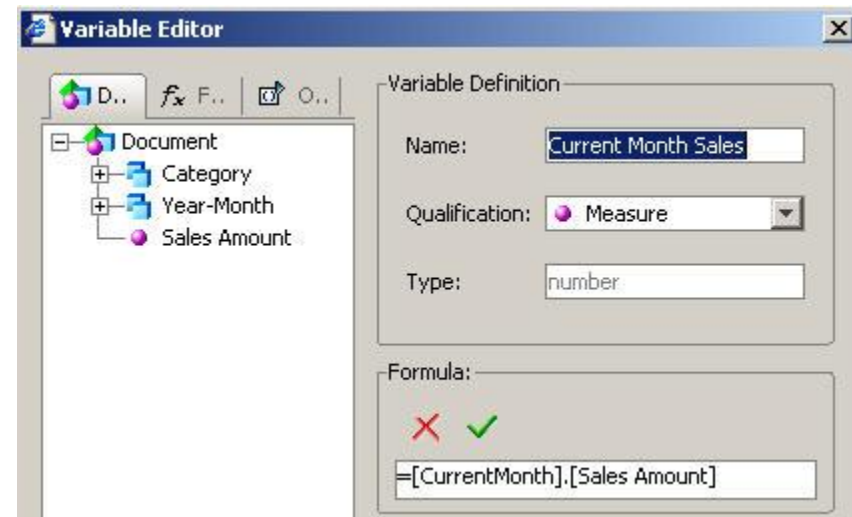 Variable Editor
D..
fx F..
O..
Document
Category
Year-Month
Sales Amount
Variable Definition
Name: Current Month Sales
Qualification: Measure
Type: number
Formula:
=[CurrentMonth].[Sales Amount]